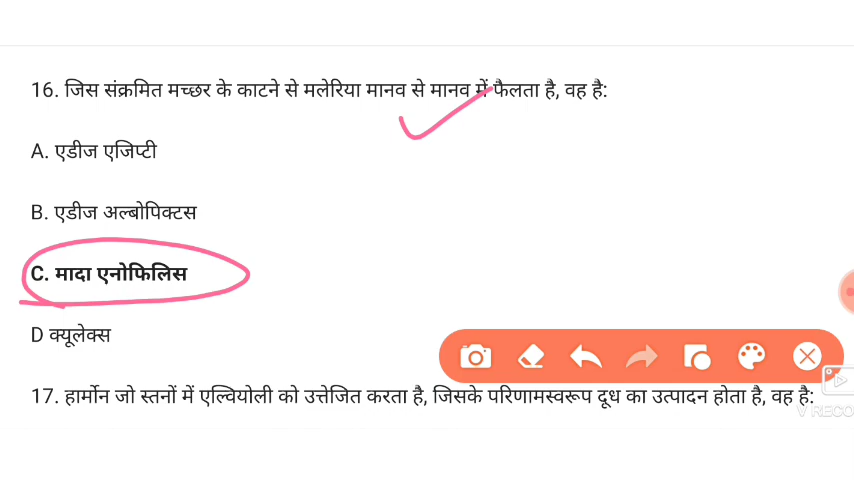 16. जिस संक्रमित मच्छर के काटने से मलेरिया मानव से मानव में फैलता है, वह है:
A. एडीज एजिप्टी
B. एडीज अल्बोपिक्टस
C. मादा एनोफिलिस
D क्यूलेक्स
17. हार्मोन जो स्तनों में एल्वियोली को उत्तेजित करता है, जिसके परिणामस्वरूप दूध का उत्पादन होता है, वह है:
V RECO